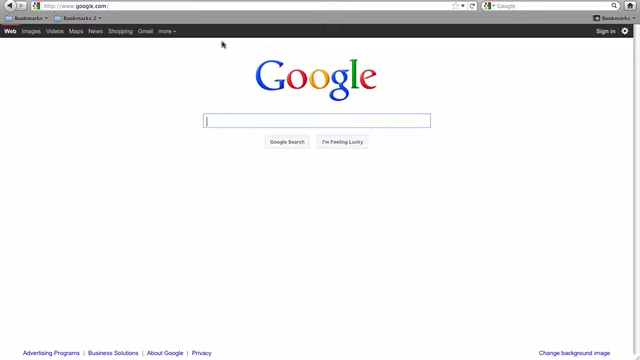 http://www.google.com/
Google
Bookmarks Bookmarks 2 Bookmarks
Web Images Videos Maps News Shopping Gmail more Sign in
Google
Google Search I'm Feeling Lucky
Advertising Programs Business Solutions About Google Privacy Change background image